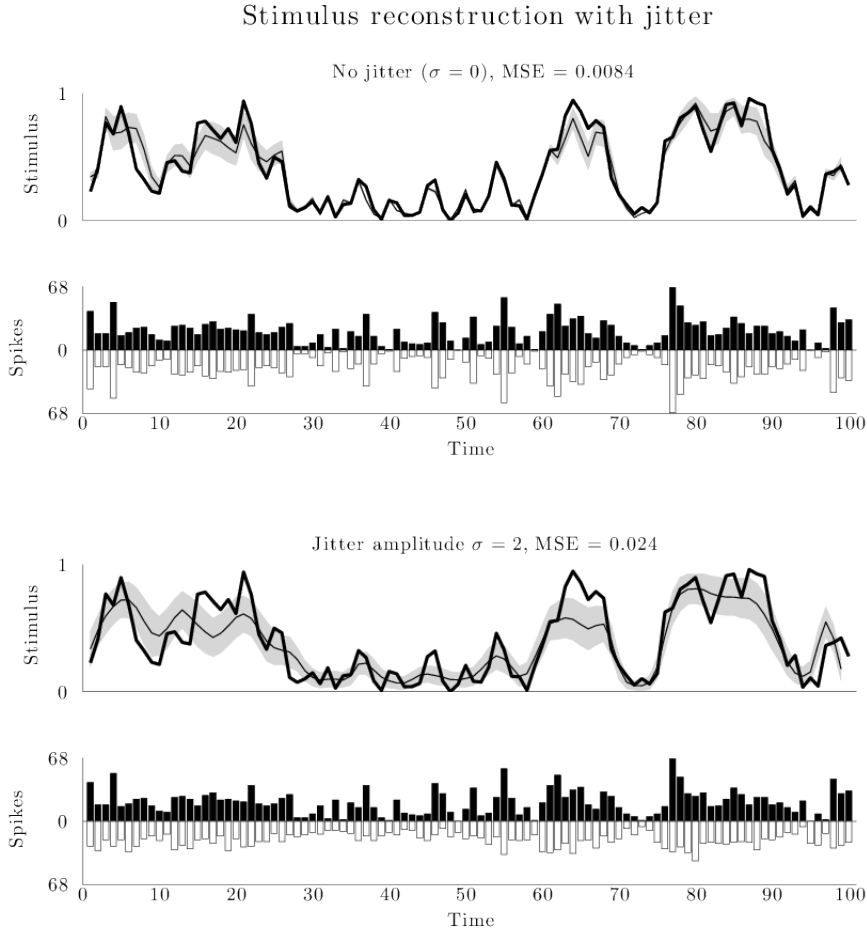 Stimulus reconstruction with jitter
No jitter (σ = 0), MSE = 0.0084
1
Stimulus
0
68
Spikes
0
68
0 10 20 30 40 50 60 70 80 90 100
Time
Jitter amplitude σ = 2, MSE = 0.024
1
Stimulus
0
68
Spikes
0
68
0 10 20 30 40 50 60 70 80 90 100
Time